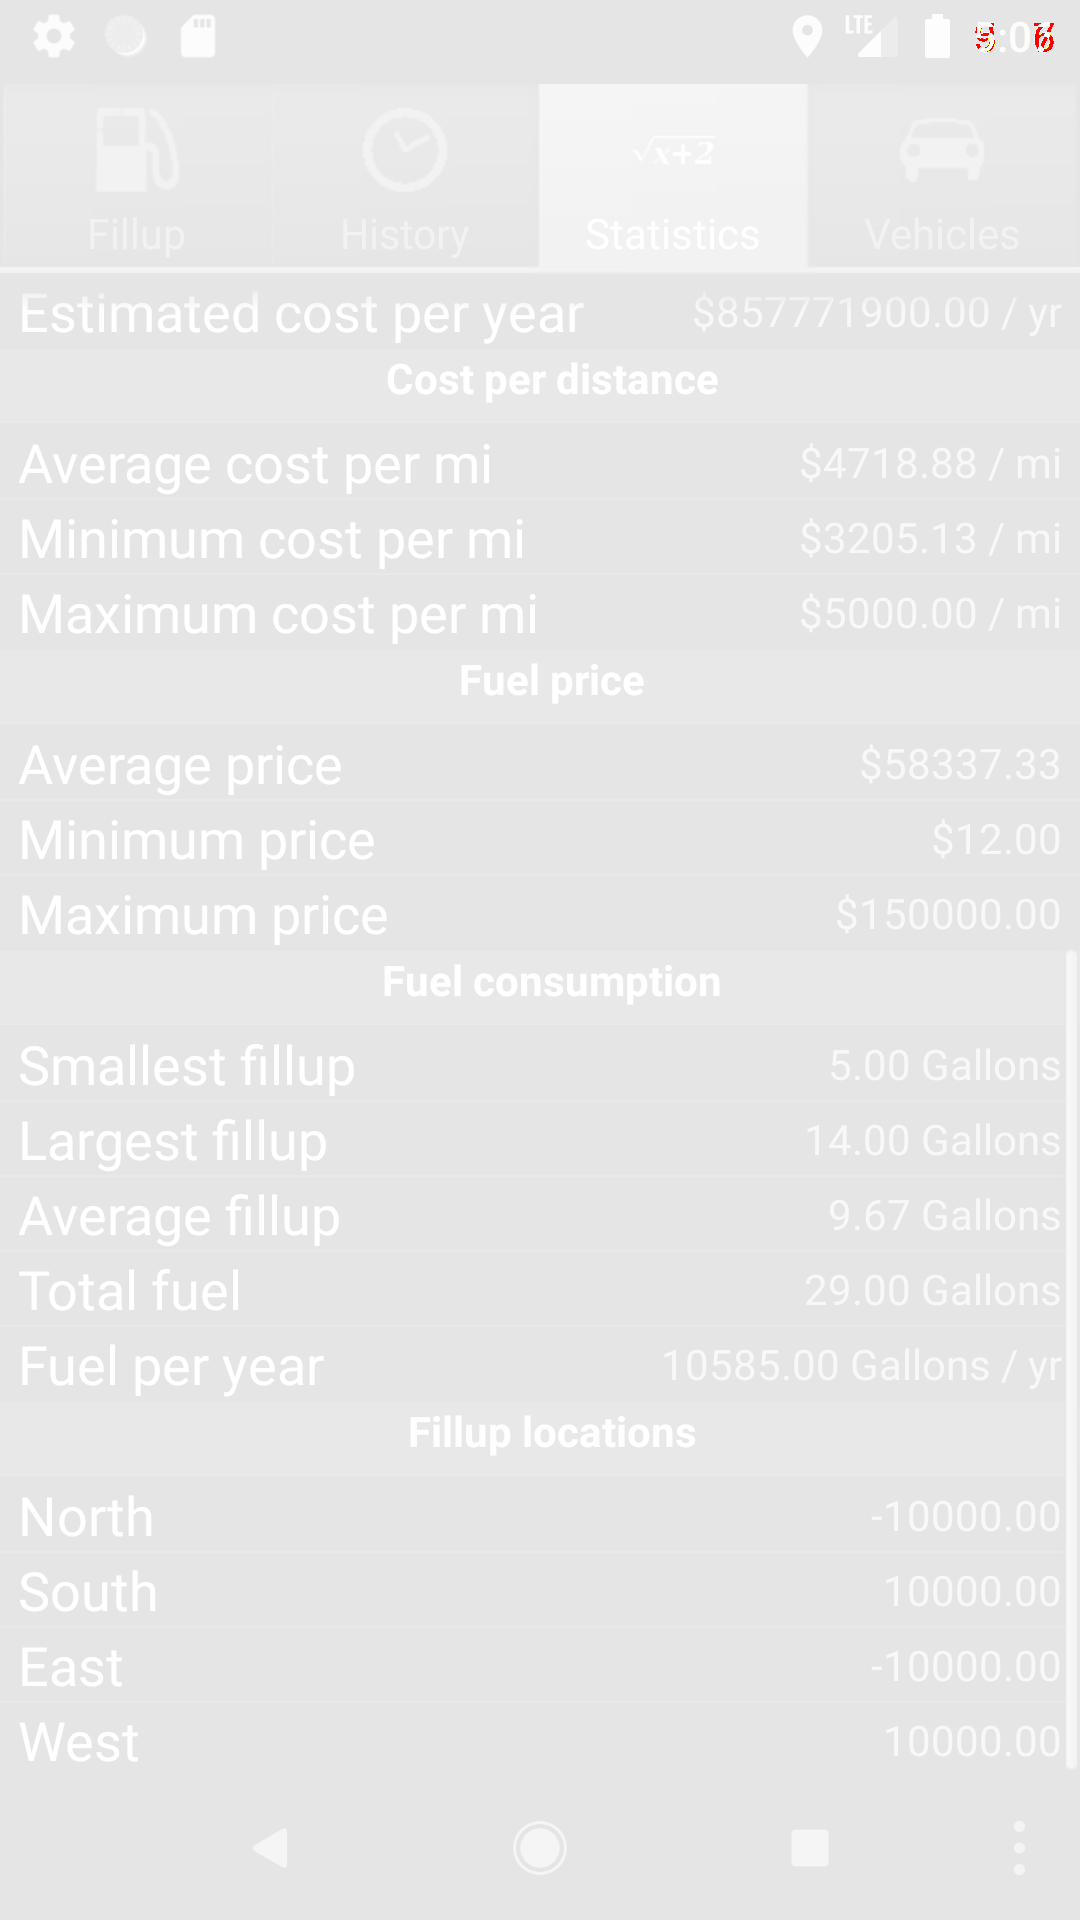 LTE
Fillup History √x+2 Statistics Vehicles
Estimated cost per year $857771900.00 / yr
Cost per distance
Average cost per mi $4718.88 / mi
Minimum cost per mi $3205.13 / mi
Maximum cost per mi $5000.00 / mi
Fuel price
Average price $58337.33
Minimum price $12.00
Maximum price $150000.00
Fuel consumption
Smallest fillup 5.00 Gallons
Largest fillup 14.00 Gallons
Average fillup 9.67 Gallons
Total fuel 29.00 Gallons
Fuel per year 10585.00 Gallons / yr
Fillup locations
North -10000.00
South 10000.00
East -10000.00
West 10000.00